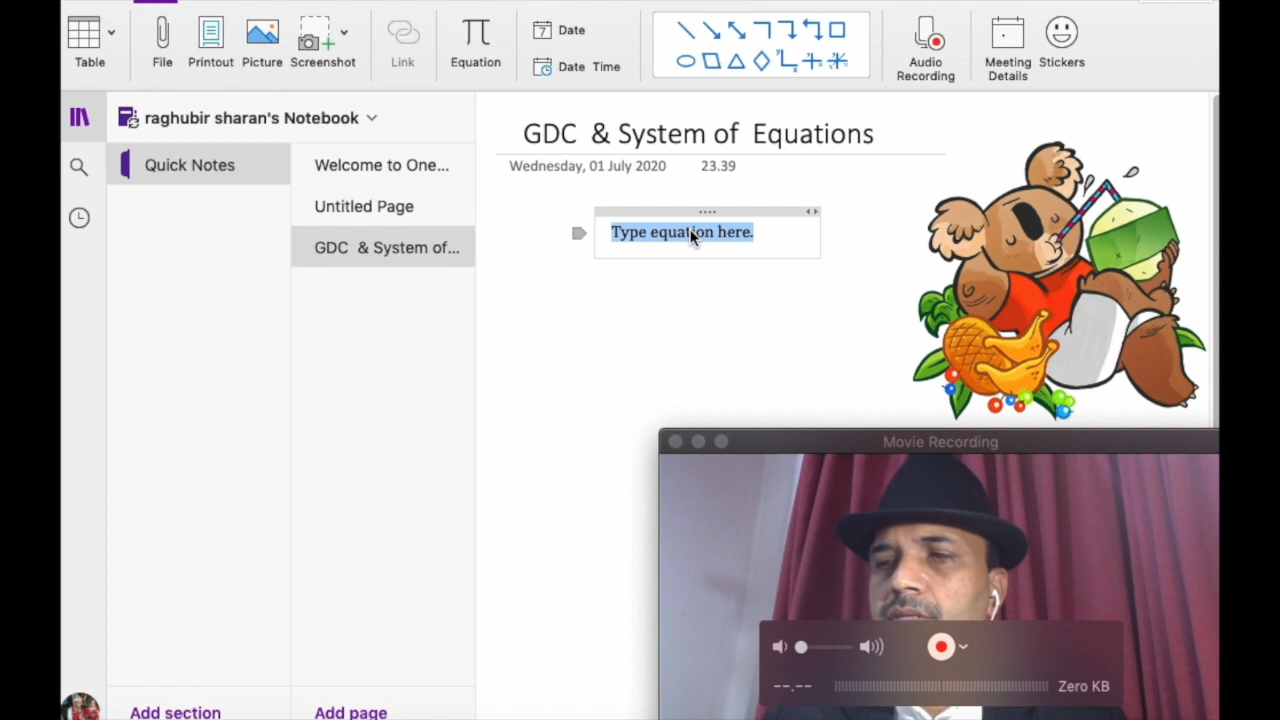 Table
File
Printout
Picture
Screenshot
Link
Equation
7 Date
Date Time
Audio
Recording
Meeting
Details
Stickers
raghubir sharan's Notebook
Quick Notes
Welcome to One...
Untitled Page
GDC & System of...
GDC & System of Equations
Wednesday, 01 July 2020 23.39
Type equation here.
Movie Recording
--.-- Zero KB
Add section
Add page